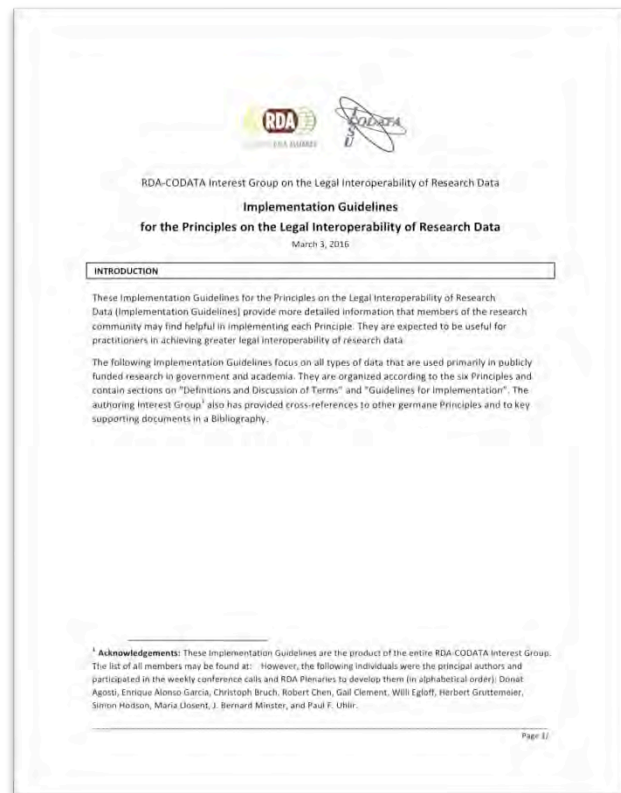 RDA
CODATA
RDA-CODATA Interest Group on the Legal Interoperability of Research Data
Implementation Guidelines
for the Principles on the Legal Interoperability of Research Data
March 3, 2016
INTRODUCTION
These Implementation Guidelines for the Principles on the Legal Interoperability of Research
Data (Implementation Guidelines) provide more detailed information that members of the research
community may find helpful in implementing each Principle. They are expected to be useful for
practitioners in achieving greater legal interoperability of research data
The following Implementation Guidelines focus on all types of data that are used primarily in publicly
funded research in government and academia. They are organized according to the six Principles and
contain sections on "Definitions and Discussion of Terms" and "Guidelines for Implementation". The
authoring Interest Group¹ also has provided cross-references to other germane Principles and to key
supporting documents in a Bibliography.
¹ Acknowledgements: These Implementation Guidelines are the product of the entire RDA-CODATA Interest Group.
The list of all members may be found at: However, the following individuals were the principal authors and
participated in the weekly conference calls and RDA Plenaries to develop them (in alphabetical order): Donat
Agosti, Enrique Alonso Garcia, Christoph Bruch, Robert Chen, Gail Clement, Willi Egloff, Herbert Gruttemeier,
Simon Hodson, Maria Llosent, J. Bernard Minster, and Paul F. Uhlir.
Page 1/